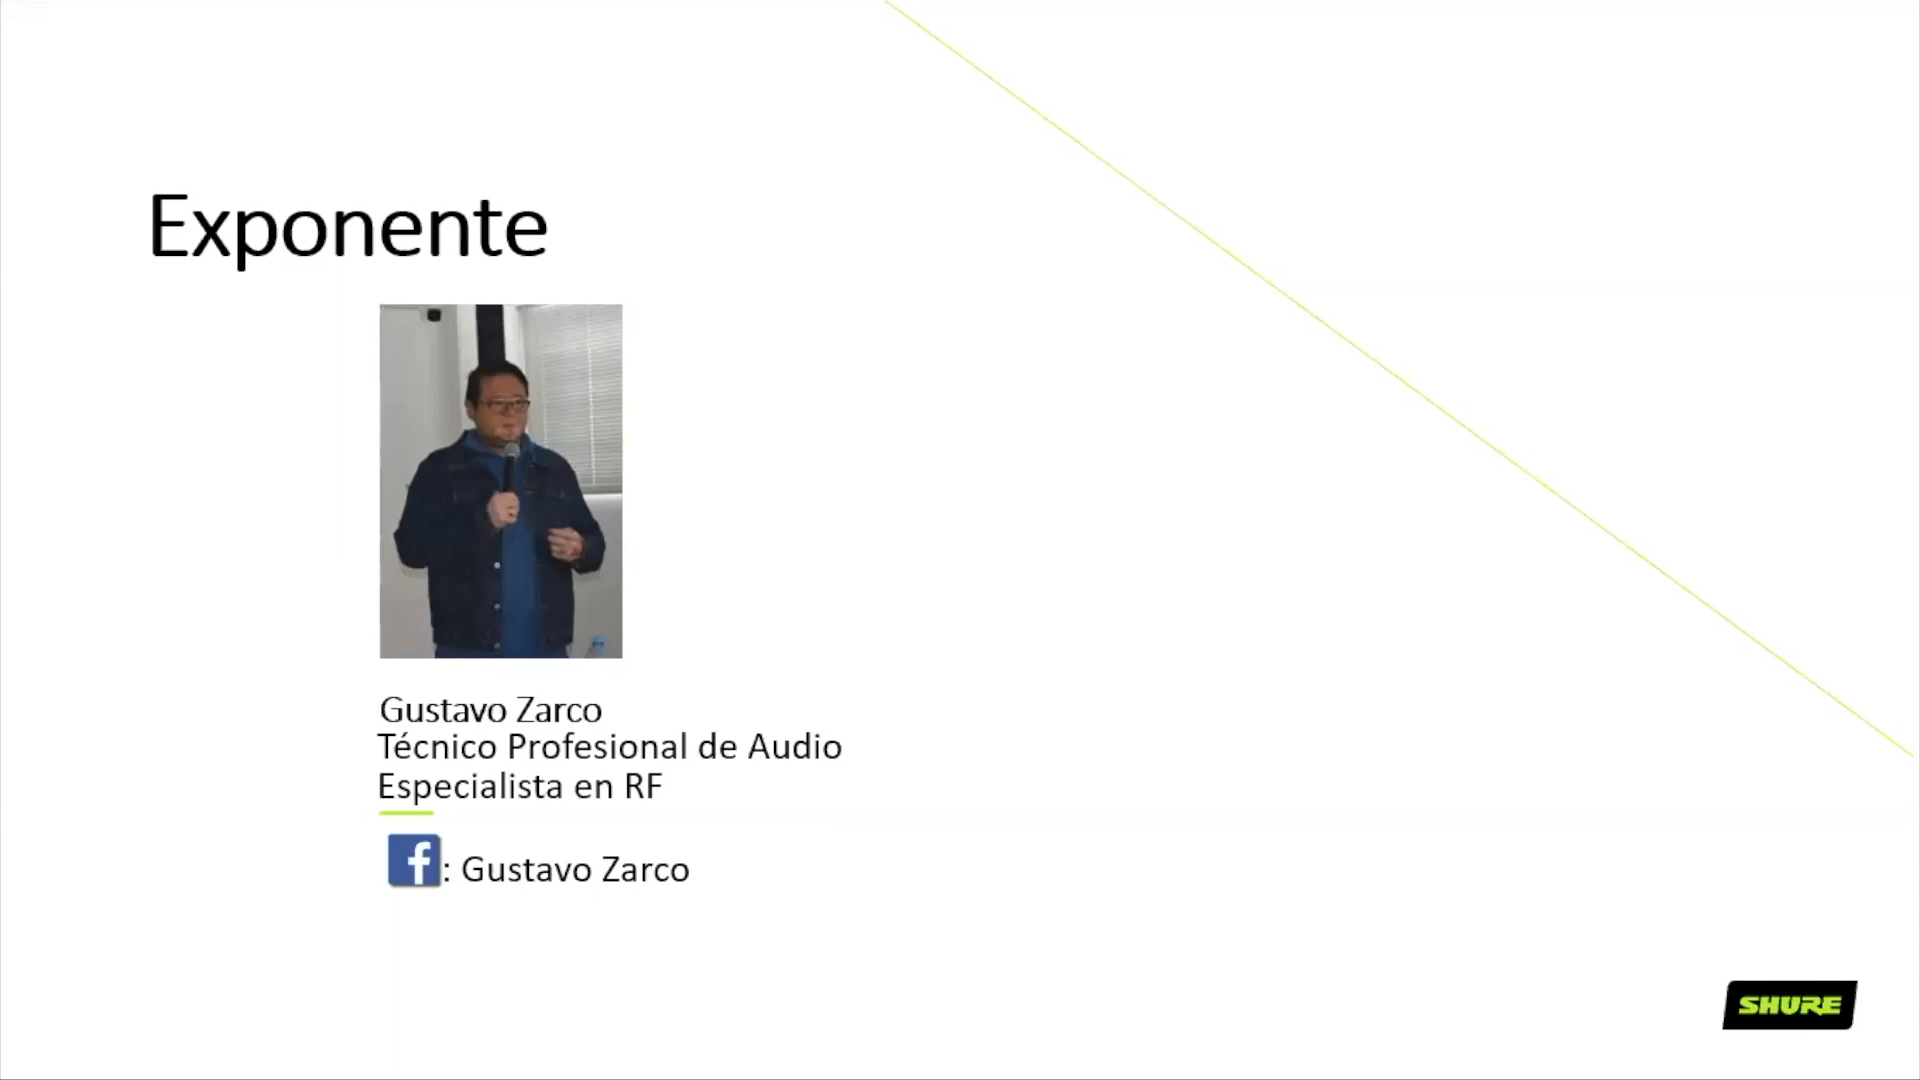 Exponente
Gustavo Zarco
Técnico Profesional de Audio
Especialista en RF
f: Gustavo Zarco
SHURE